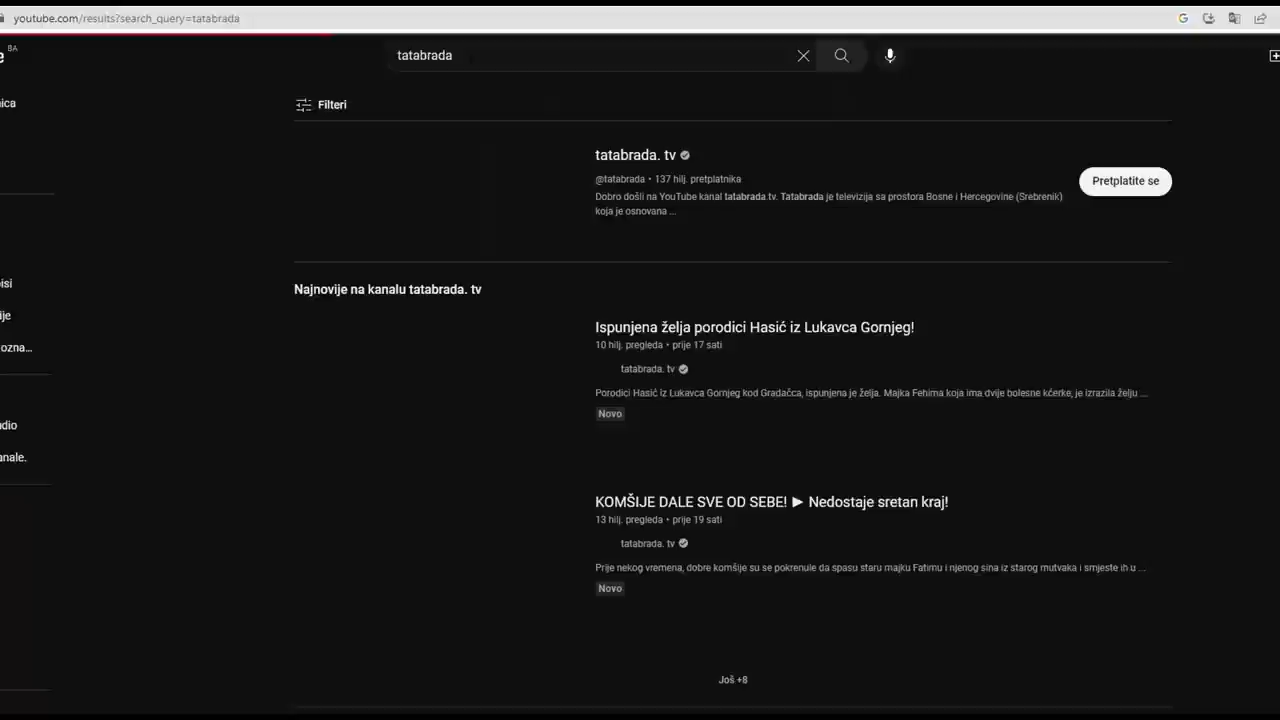 youtube.com/results?search_query=tatabrada
e BA
tatabrada
ica
Filteri
tatabrada. tv
@tatabrada • 137 hilj. pretplatnika
Pretplatite se
Dobro došli na YouTube kanal tatabrada.tv. Tatabrada je televizija sa prostora Bosne i Hercegovine (Srebrenik)
koja je osnovana ...
isi
Najnovije na kanalu tatabrada. tv
ije
Ispunjena želja porodici Hasić iz Lukavca Gornjeg!
10 hilj. pregleda • prije 17 sati
ozna...
tatabrada. tv
Porodici Hasić iz Lukavca Gornjeg kod Gradačca, ispunjena je želja. Majka Fehima koja ima dvije bolesne kćerke, je izrazila želju ...
Novo
dio
anale.
KOMŠIJE DALE SVE OD SEBE! ► Nedostaje sretan kraj!
13 hilj. pregleda • prije 19 sati
tatabrada. tv
Prije nekog vremena, dobre komšije su se pokrenule da spasu staru majku Fatimu i njenog sina iz starog mutvaka i smjeste ih u ...
Novo
Još +8